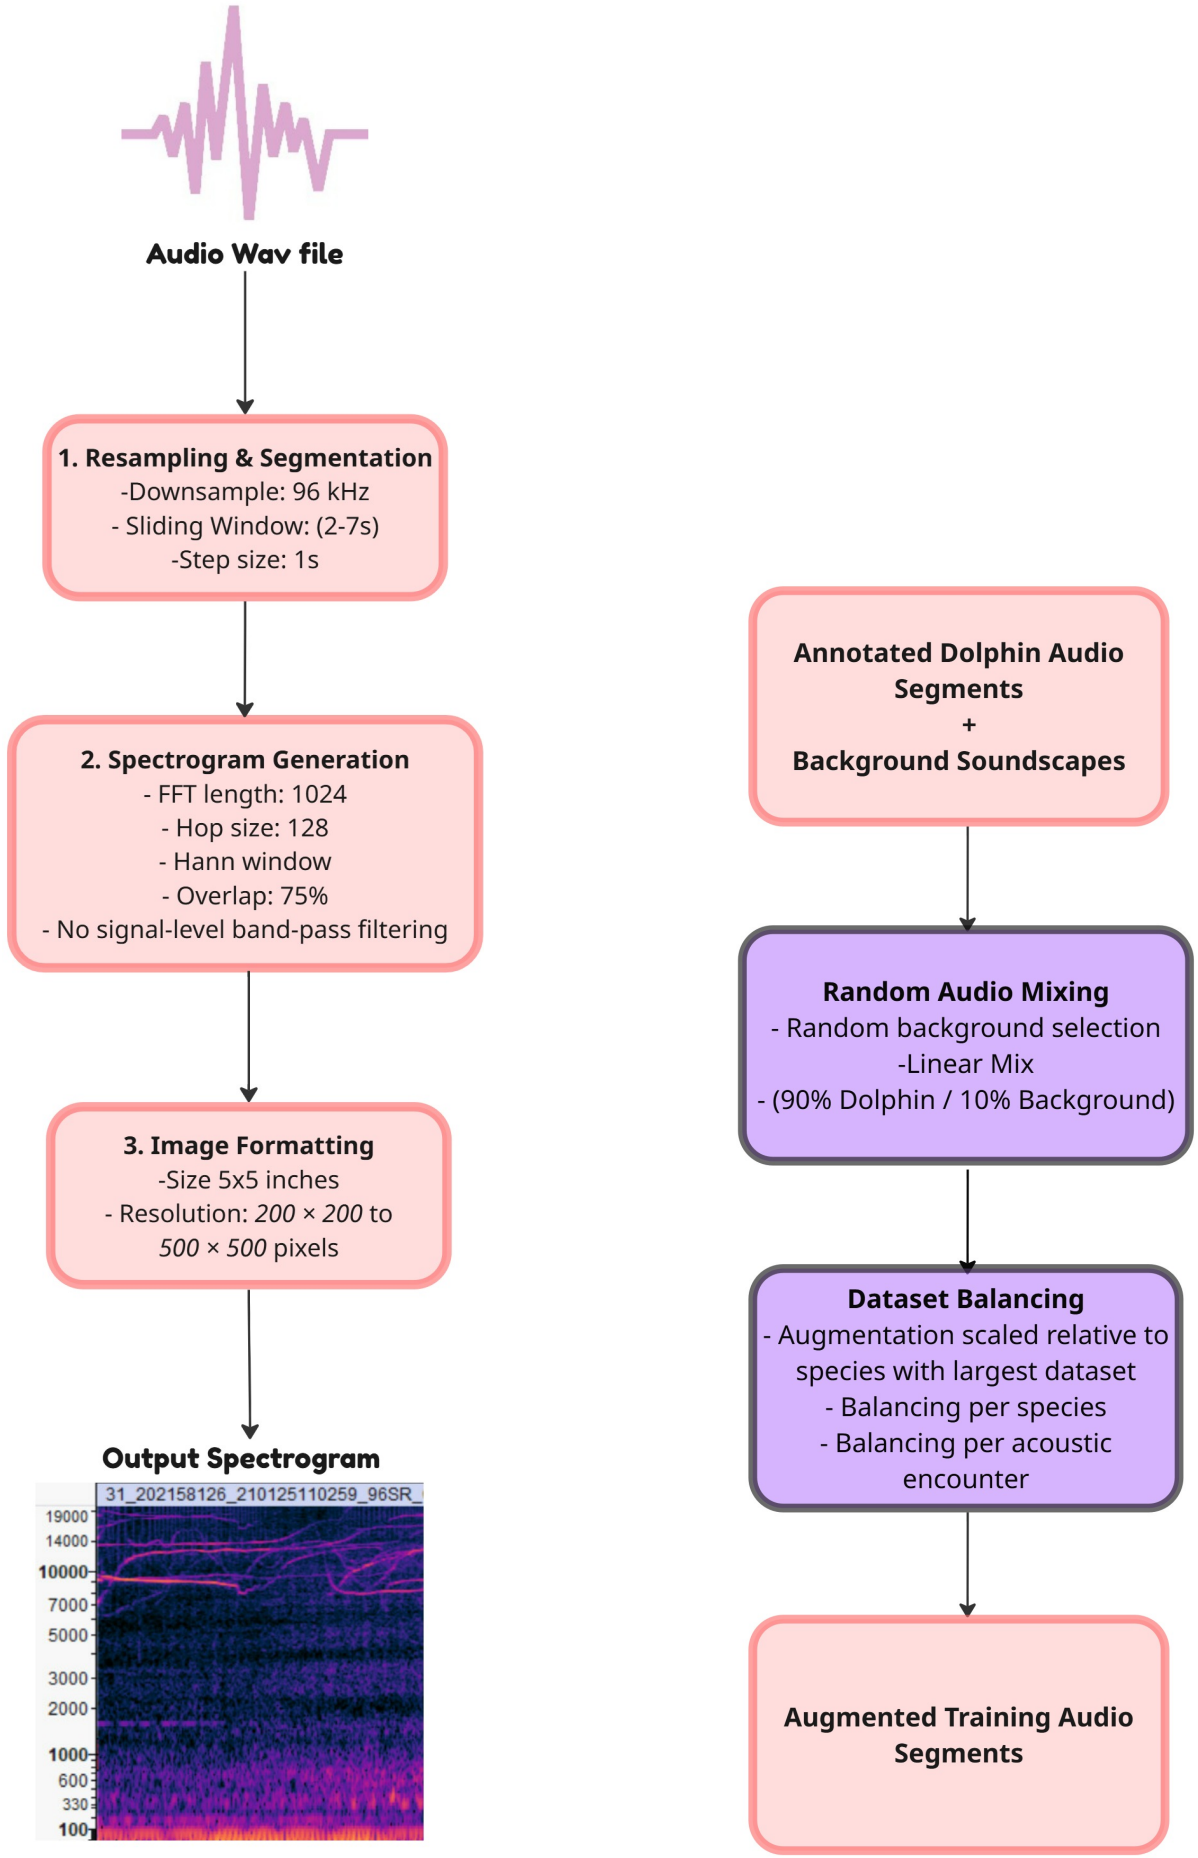 Audio Wav file
1. Resampling & Segmentation
-Downsample: 96 kHz
- Sliding Window: (2-7s)
-Step size: 1s
2. Spectrogram Generation
- FFT length: 1024
- Hop size: 128
- Hann window
- Overlap: 75%
- No signal-level band-pass filtering
3. Image Formatting
-Size 5x5 inches
- Resolution: 200 × 200 to
500 × 500 pixels
Output Spectrogram
31_202158126_210125110259_96SR_
19000
14000
10000
7000
5000
3000
2000
1000
600
330
100
Annotated Dolphin Audio
Segments
+
Background Soundscapes
Random Audio Mixing
- Random background selection
-Linear Mix
- (90% Dolphin / 10% Background)
Dataset Balancing
- Augmentation scaled relative to
species with largest dataset
- Balancing per species
- Balancing per acoustic
encounter
Augmented Training Audio
Segments